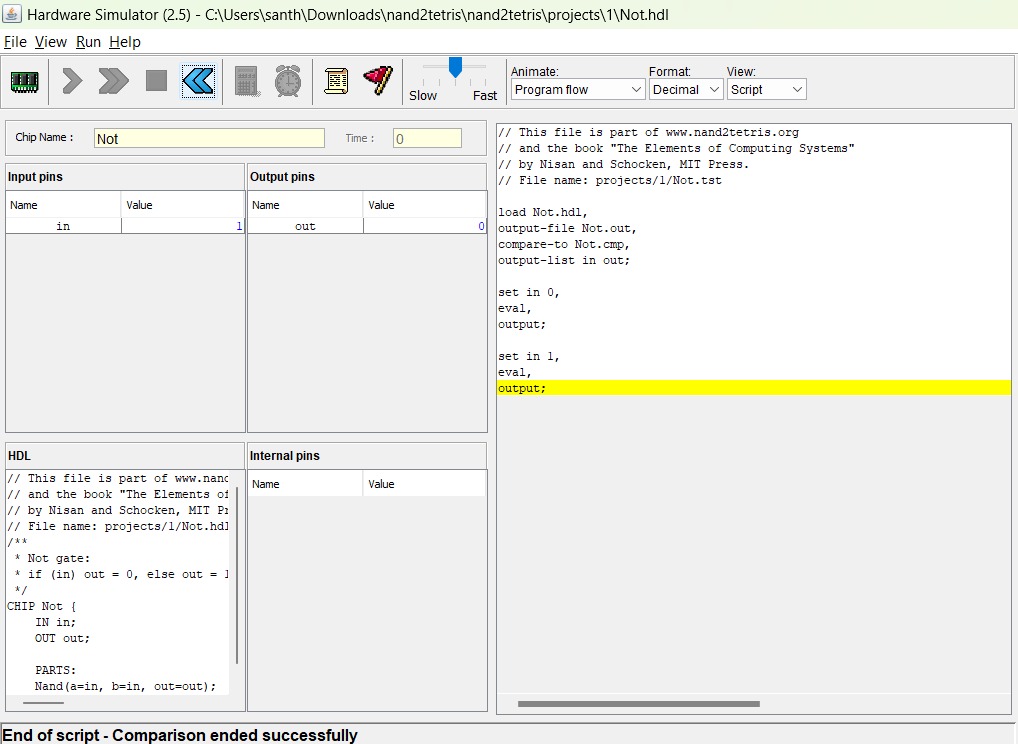 Hardware Simulator (2.5) - C:\Users\santh\Downloads\nand2tetris\nand2tetris\projects\1\Not.hdl
File View Run Help
Slow Fast
Animate: Format: View:
Program flow Decimal Script
Chip Name : Not Time : 0
Input pins
Name Value
in 1
Output pins
Name Value
out 0
HDL
// This file is part of www.nand
// and the book "The Elements of
// by Nisan and Schocken, MIT Pr
// File name: projects/1/Not.hdl
/**
* Not gate:
* if (in) out = 0, else out = 1
*/
CHIP Not {
IN in;
OUT out;
PARTS:
Nand(a=in, b=in, out=out);
Internal pins
Name Value
// This file is part of www.nand2tetris.org
// and the book "The Elements of Computing Systems"
// by Nisan and Schocken, MIT Press.
// File name: projects/1/Not.tst
load Not.hdl,
output-file Not.out,
compare-to Not.cmp,
output-list in out;
set in 0,
eval,
output;
set in 1,
eval,
output;
End of script - Comparison ended successfully